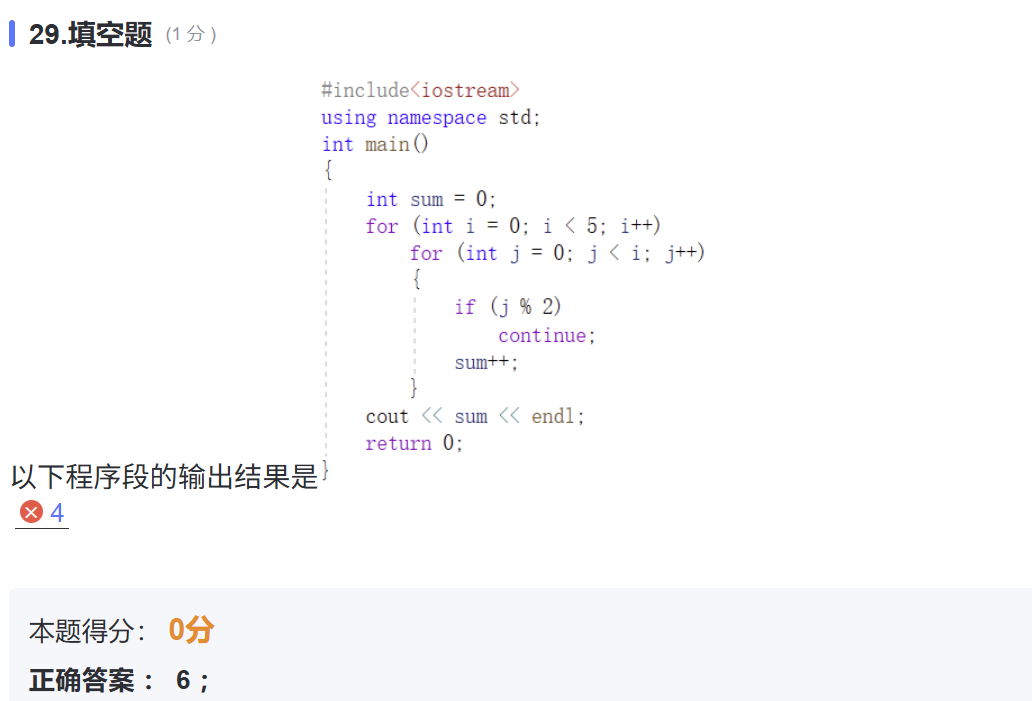 29.填空题 (1 分)
#include<iostream>
using namespace std;
int main()
{
int sum = 0;
for (int i = 0; i < 5; i++)
for (int j = 0; j < i; j++)
{
if (j % 2)
continue;
sum++;
}
cout << sum << endl;
return 0;
}
以下程序段的输出结果是
4
本题得分： 0分
正确答案： 6 ;